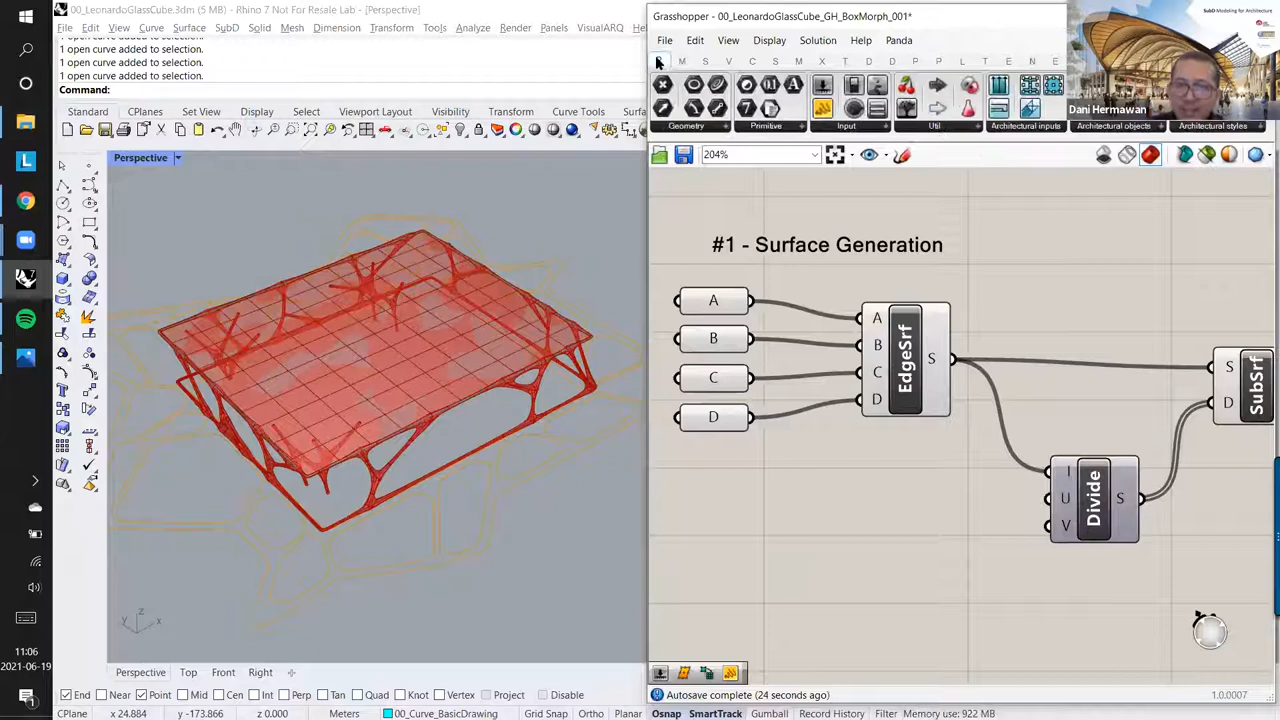 00_LeonardoGlassCube.3dm (5 MB) - Rhino 7 Not For Resale Lab - [Perspective]
File Edit View Curve Surface SubD Solid Mesh Dimension Transform Tools Analyze Render Panels VisualARQ
1 open curve added to selection.
1 open curve added to selection.
1 open curve added to selection.
Command:
Standard CPlanes Set View Display Select Viewport Layout Visibility Transform Curve Tools
Perspective
z
y x
Perspective Top Front Right
End Near Point Mid Cen Int Perp Tan Quad Knot Vertex Project Disable
CPlane x 24.884 y -173.866 z 0.000 Meters 00_Curve_BasicDrawing Grid Snap Ortho Planar Osnap SmartTrack Gumball Record History Filter Memory use: 922 MB
11:06
2021-06-19
Grasshopper - 00_LeonardoGlassCube_GH_BoxMorph_001*
File Edit View Display Solution Help Panda
M S V C S I M D X T U W K L F H N E
Geometry Primitive Input Util Architectural inputs Architectural objects Architectural styles
204%
#1 - Surface Generation
A
B
C
D
A
B
C
D
EdgeSrf
S
I
U
V
Divide
S
S
D
SubSrf
Autosave complete (24 seconds ago)
1.0.0007
SubD Modeling for Architecture
Dani Hermawan